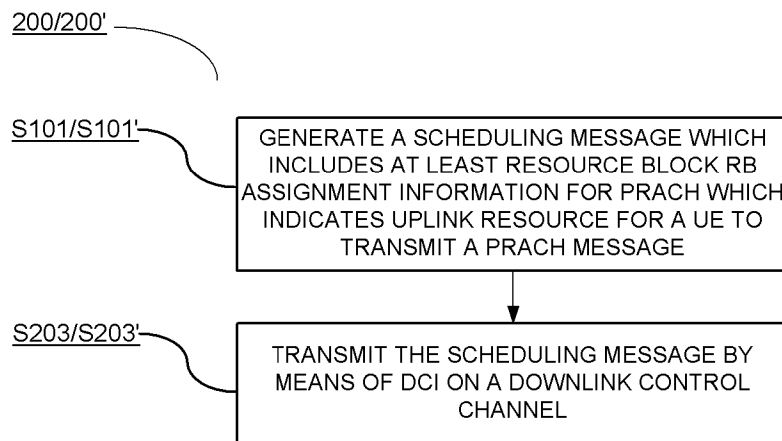 200/200'
S101/S101'
GENERATE A SCHEDULING MESSAGE WHICH
INCLUDES AT LEAST RESOURCE BLOCK RB
ASSIGNMENT INFORMATION FOR PRACH WHICH
INDICATES UPLINK RESOURCE FOR A UE TO
TRANSMIT A PRACH MESSAGE
S203/S203'
TRANSMIT THE SCHEDULING MESSAGE BY
MEANS OF DCI ON A DOWNLINK CONTROL
CHANNEL